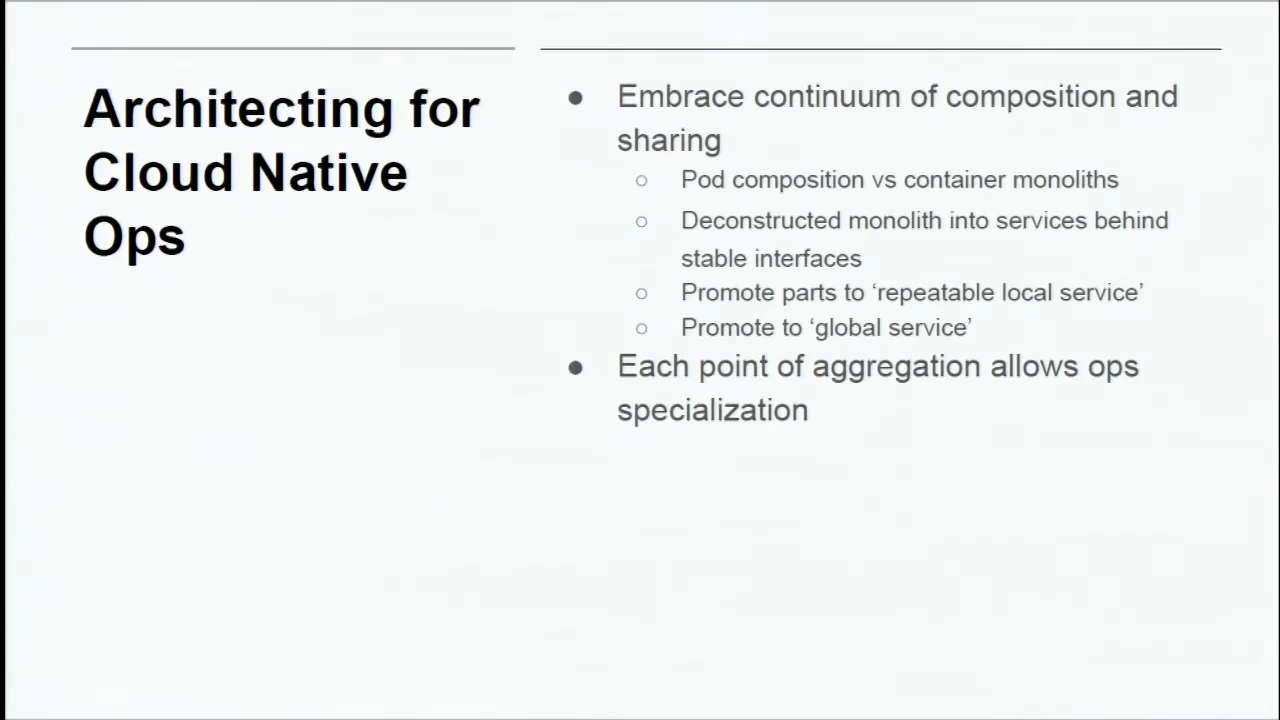 Architecting for
Cloud Native
Ops
● Embrace continuum of composition and
sharing
○ Pod composition vs container monoliths
○ Deconstructed monolith into services behind
stable interfaces
○ Promote parts to ‘repeatable local service’
○ Promote to ‘global service’
● Each point of aggregation allows ops
specialization